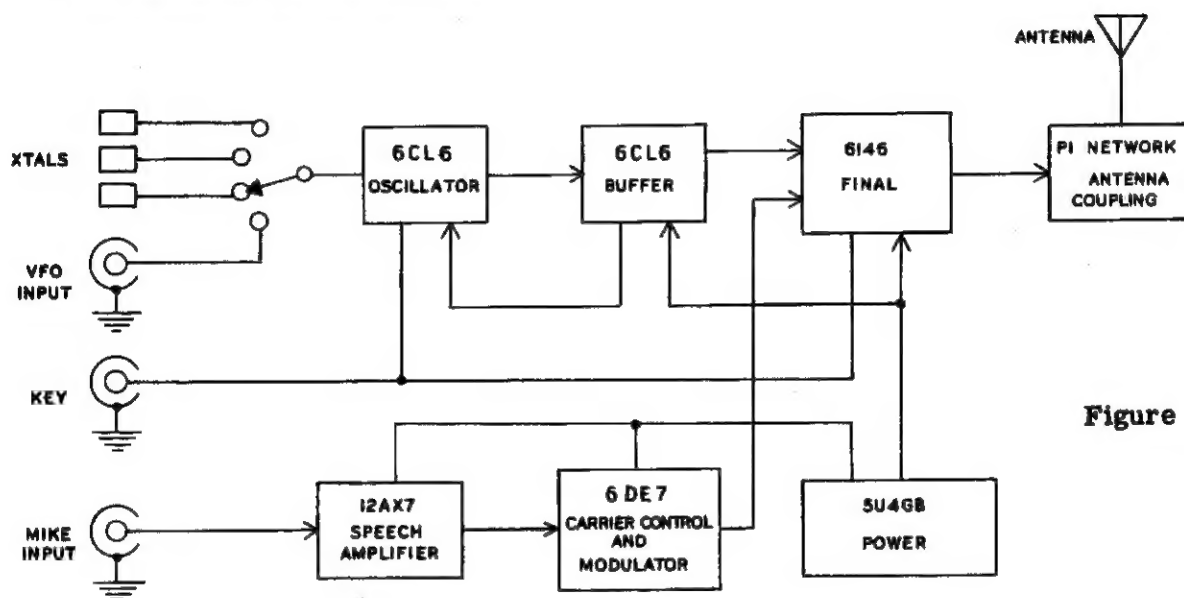 ANTENNA
XTALS
6CL6
OSCILLATOR
6CL6
BUFFER
6146
FINAL
PI NETWORK
ANTENNA
COUPLING
VFO
INPUT
KEY
Figure
MIKE
INPUT
12AX7
SPEECH
AMPLIFIER
6DE7
CARRIER CONTROL
AND
MODULATOR
5U4GB
POWER